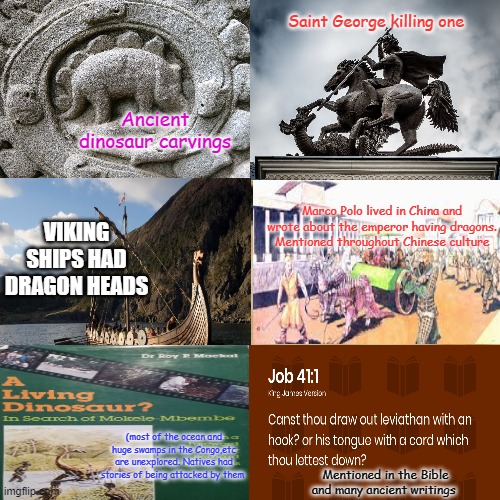 Saint George killing one
Ancient
dinosaur carvings
VIKING
SHIPS HAD
DRAGON HEADS
Marco Polo lived in China and
wrote about the emperor having dragons.
Mentioned throughout Chinese culture
Dr Roy P. Mackal
A
Living
Dinosaur?
In Search of Mokele-Mbembe
(most of the ocean and
huge swamps in the Congo,etc
are unexplored. Natives had
stories of being attacked by them
Job 41:1
King James Version
Canst thou draw out leviathan with an
hook? or his tongue with a cord which
thou lettest down?
Mentioned in the Bible
and many ancient writings
imgflip.com